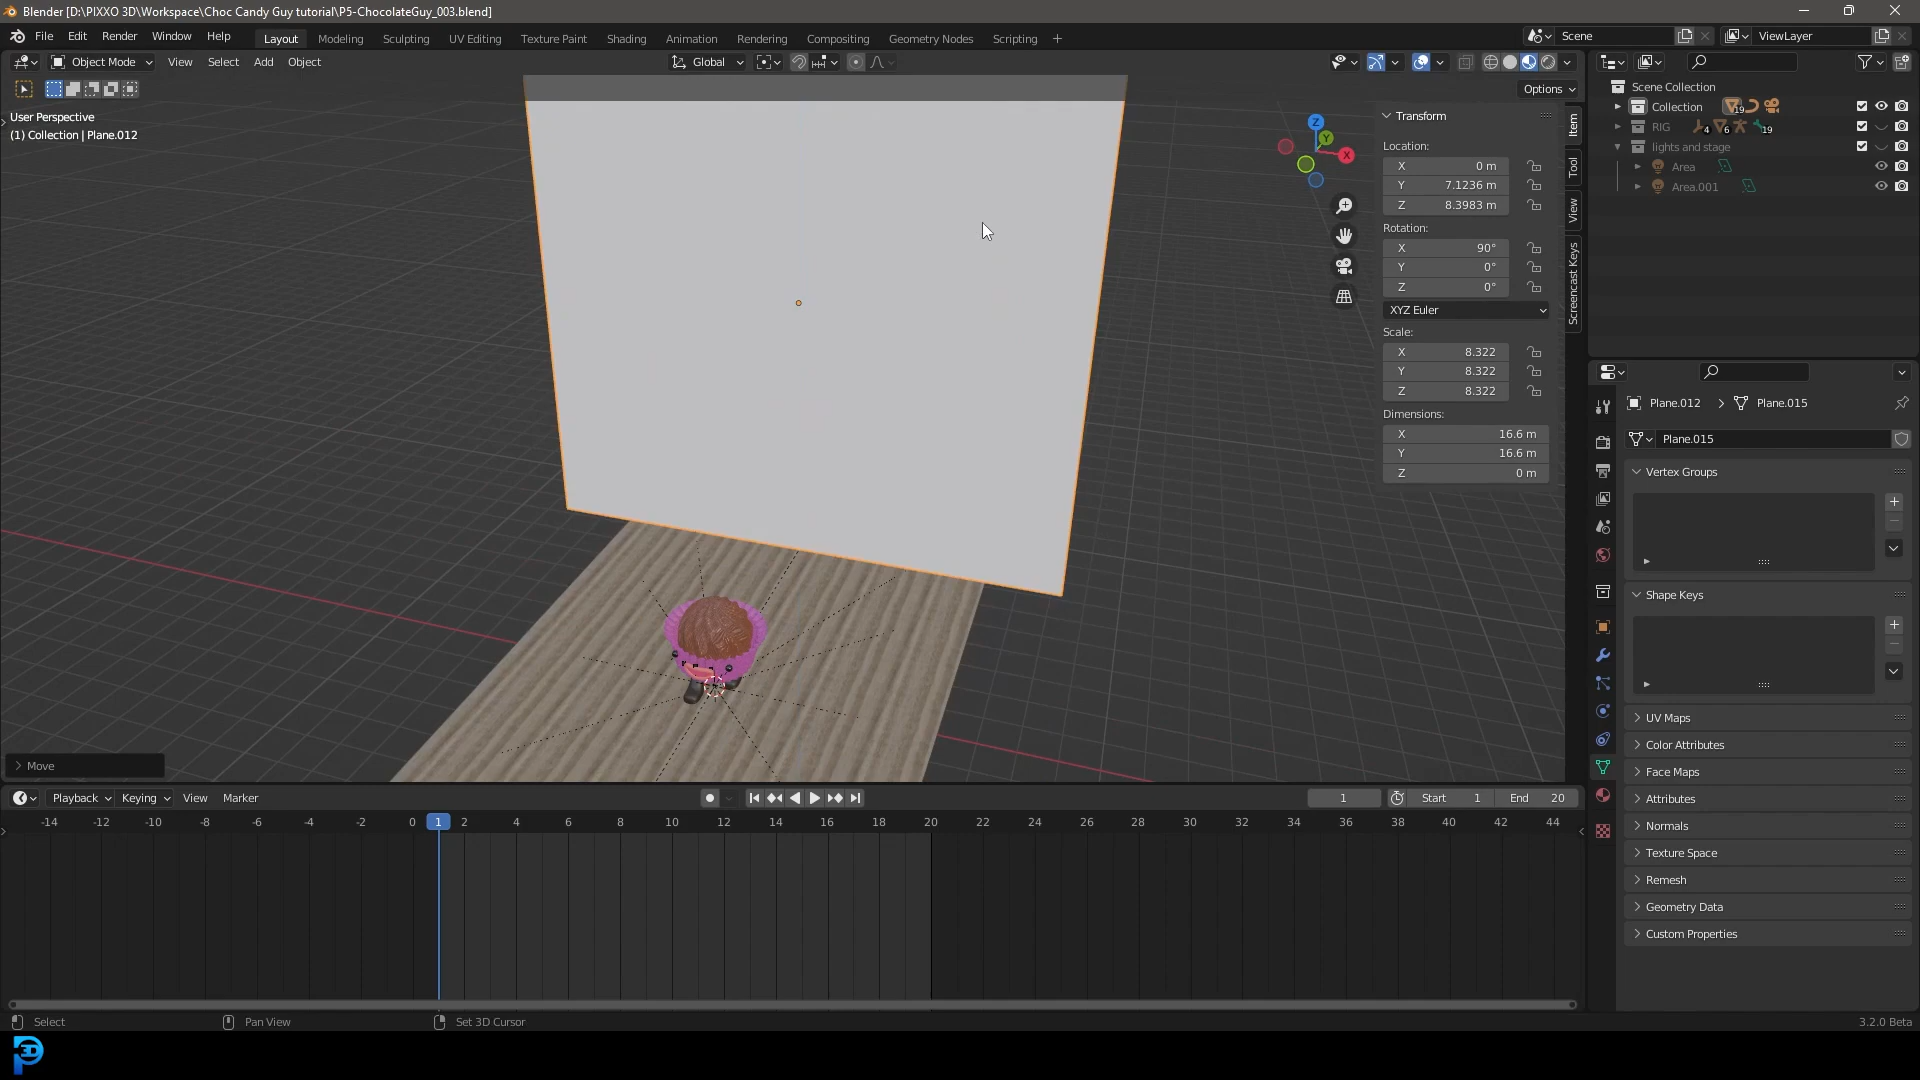 Blender [D:\PIXXO 3D\Workspace\Choc Candy Guy tutorial\P5-ChocolateGuy_003.blend]
File Edit Render Window Help Layout Modeling Sculpting UV Editing Texture Paint Shading Animation Rendering Compositing Geometry Nodes Scripting + Scene ViewLayer
Object Mode View Select Add Object Global
Options
User Perspective
(1) Collection | Plane.012
Z
Y
X
Transform
Location:
X 0 m
Y 7.1236 m
Z 8.3983 m
Rotation:
X 90°
Y 0°
Z 0°
XYZ Euler
Scale:
X 8.322
Y 8.322
Z 8.322
Dimensions:
X 16.6 m
Y 16.6 m
Z 0 m
Item
Tool
View
Screencast Keys
Scene Collection
Collection 19
RIG 4 6 19
lights and stage
Area
Area.001
Plane.012 > Plane.015
Plane.015
Vertex Groups
Shape Keys
UV Maps
Color Attributes
Face Maps
Attributes
Normals
Texture Space
Remesh
Geometry Data
Custom Properties
Move
Playback Keying View Marker 1 Start 1 End 20
-14 -12 -10 -8 -6 -4 -2 0 1 2 4 6 8 10 12 14 16 18 20 22 24 26 28 30 32 34 36 38 40 42 44
Select Pan View Set 3D Cursor 3.2.0 Beta
3D